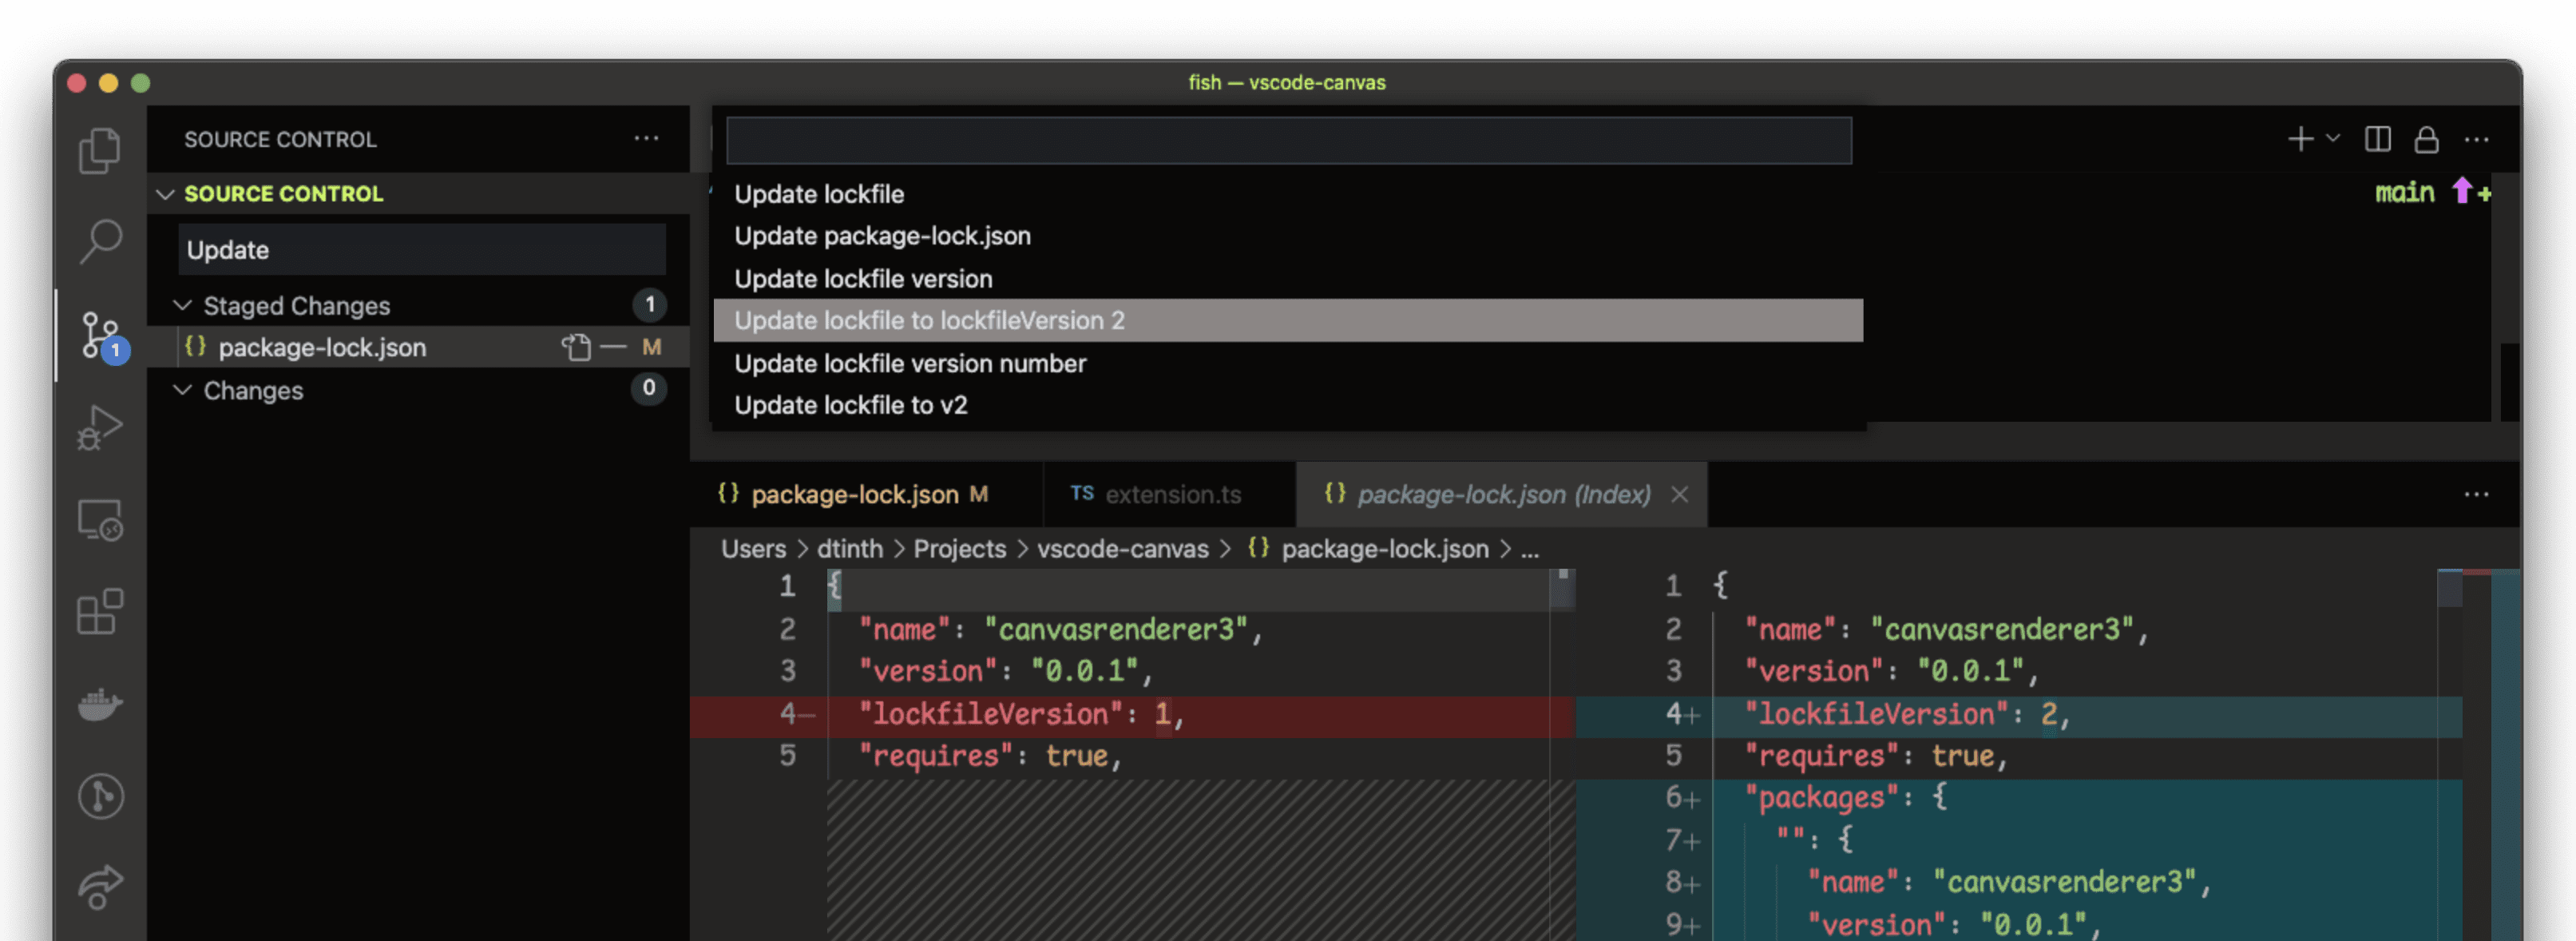 fish — vscode-canvas
SOURCE CONTROL ...
SOURCE CONTROL
Update
Staged Changes 1
{} package-lock.json M
Changes 0
1
Update lockfile
Update package-lock.json
Update lockfile version
Update lockfile to lockfileVersion 2
Update lockfile version number
Update lockfile to v2
main ⬆+
{} package-lock.json M
TS extension.ts
{} package-lock.json (Index)
Users > dtinth > Projects > vscode-canvas > {} package-lock.json > ...
1 {
2 "name": "canvasrenderer3",
3 "version": "0.0.1",
4— "lockfileVersion": 1,
5 "requires": true,
1 {
2 "name": "canvasrenderer3",
3 "version": "0.0.1",
4+ "lockfileVersion": 2,
5 "requires": true,
6+ "packages": {
7+ "": {
8+ "name": "canvasrenderer3",
9+ "version": "0.0.1",